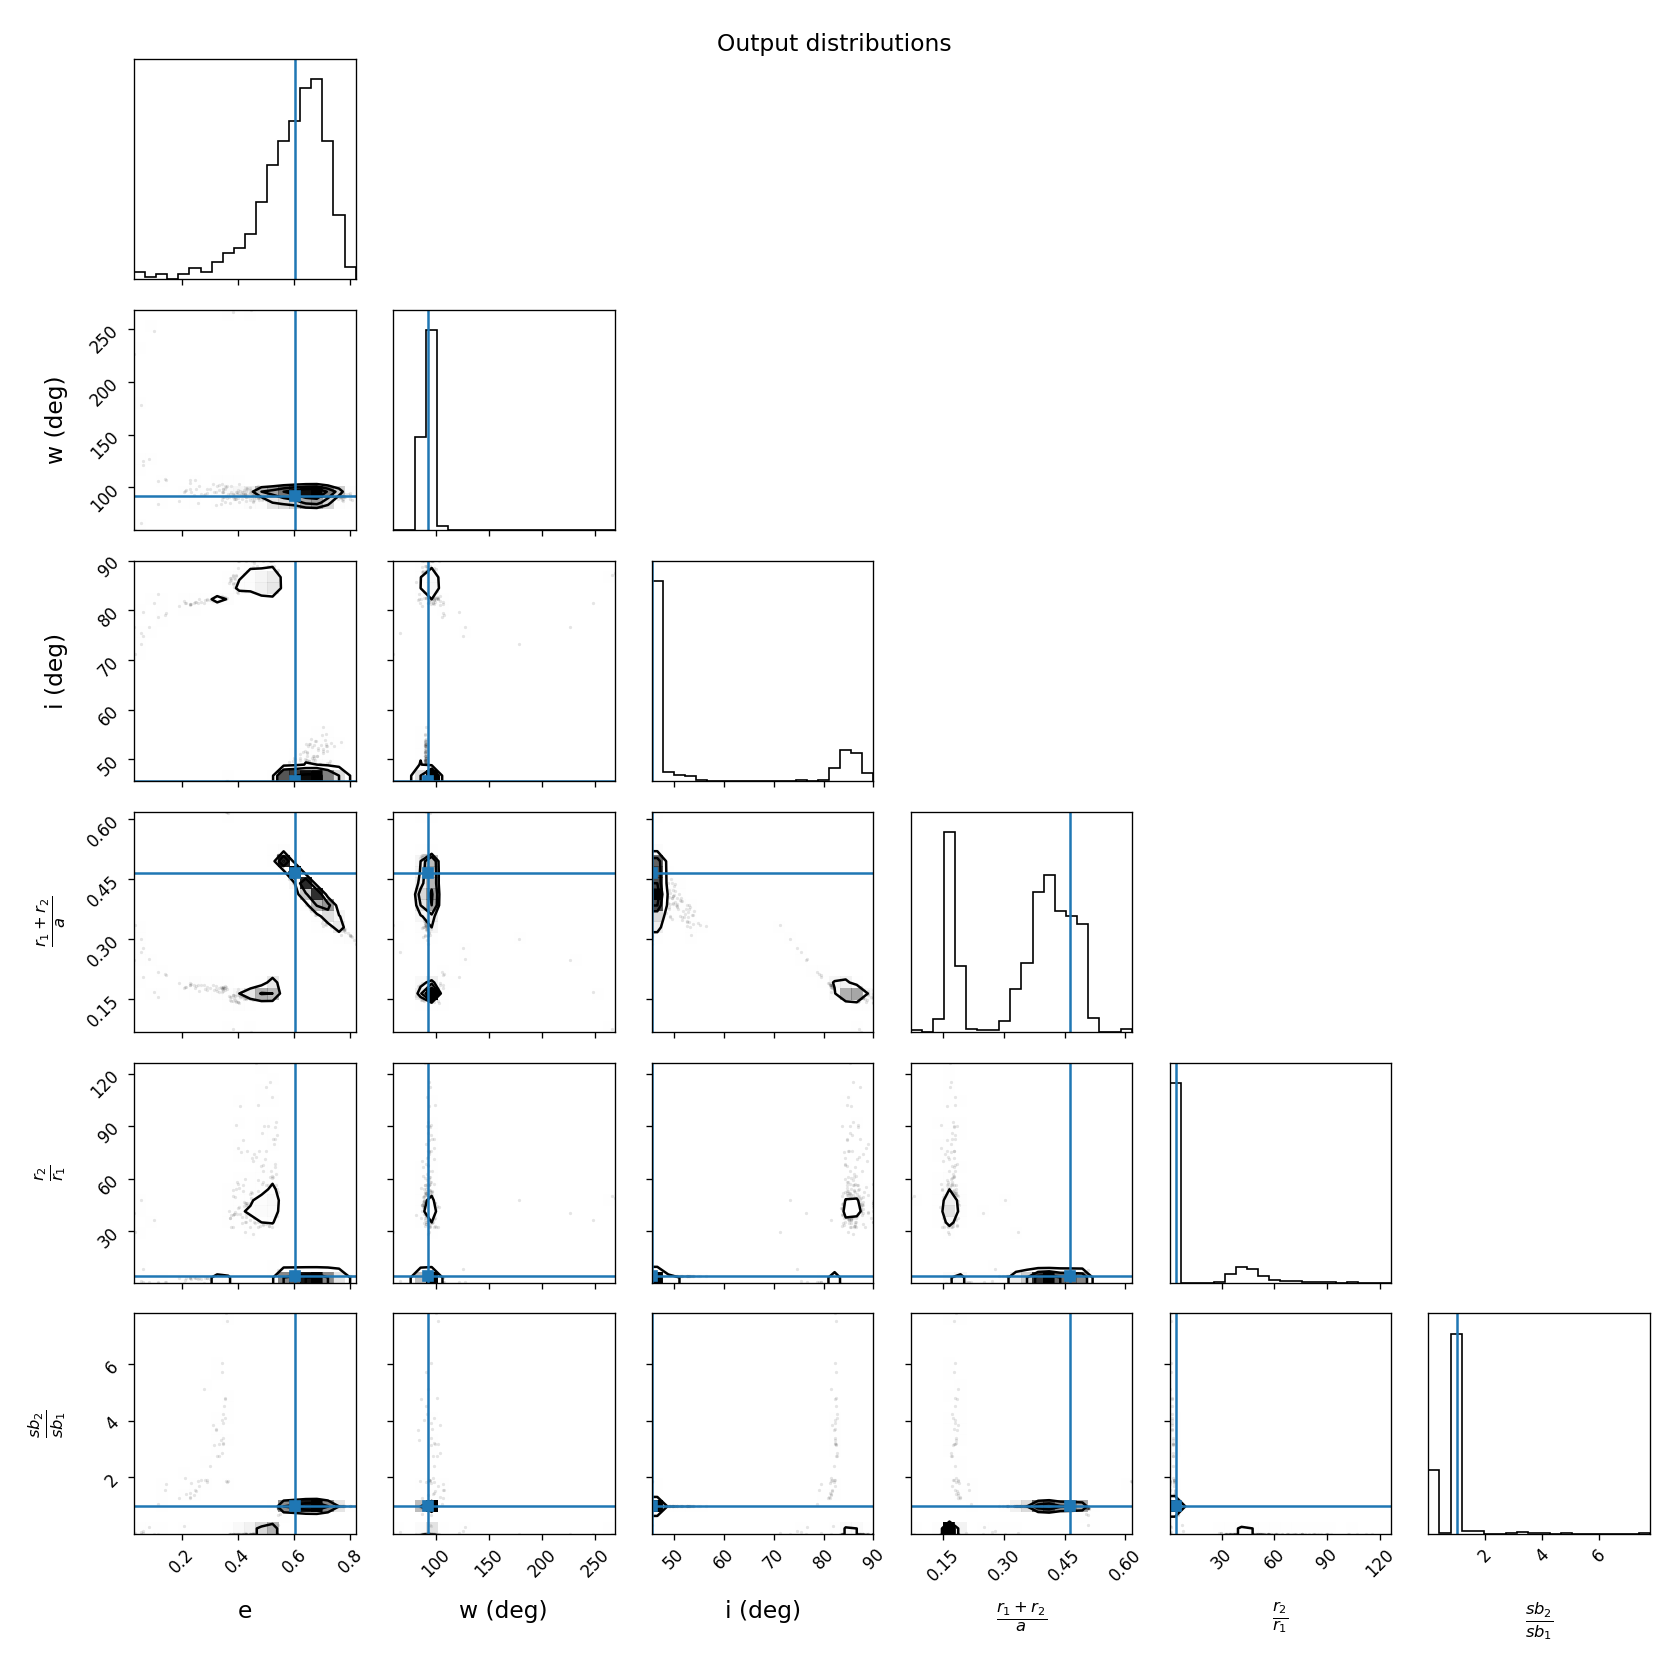 Output distributions
w (deg)
250
200
150
100
i (deg)
90
80
70
60
50
r₁ + r₂
a
0.60
0.45
0.30
0.15
r₂
r₁
120
90
60
30
sb₂
sb₁
6
4
2
0.2 0.4 0.6 0.8 100 150 200 250 50 60 70 80 90 0.15 0.30 0.45 0.60 30 60 90 120 2 4 6
e w (deg) i (deg) r₁ + r₂ r₂ sb₂
a r₁ sb₁